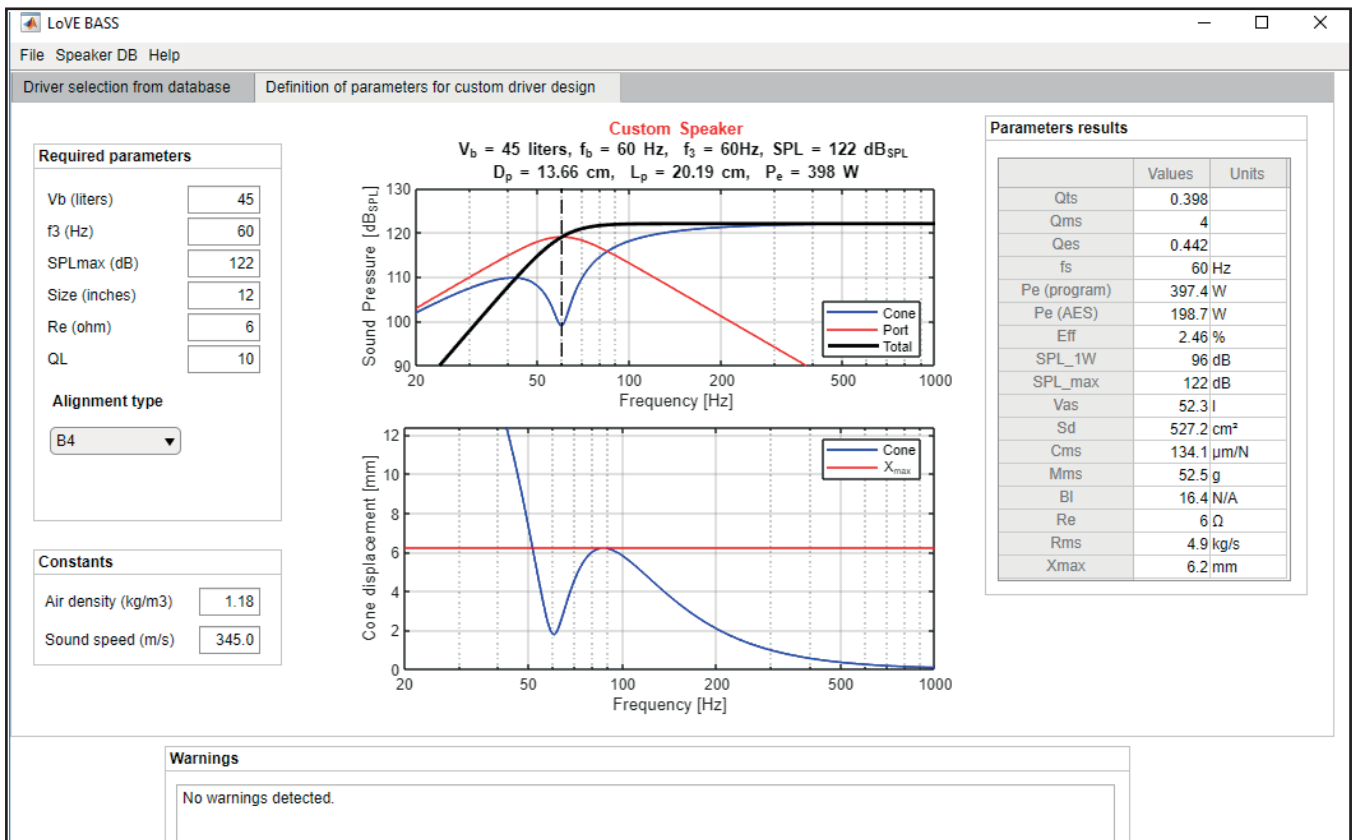 LoVE BASS
File Speaker DB Help
Driver selection from database
Definition of parameters for custom driver design
Required parameters
Vb (liters) 45
f3 (Hz) 60
SPLmax (dB) 122
Size (inches) 12
Re (ohm) 6
QL 10
Alignment type
B4
Constants
Air density (kg/m3) 1.18
Sound speed (m/s) 345.0
Custom Speaker
Vb = 45 liters, fb = 60 Hz, f3 = 60Hz, SPL = 122 dBSPL
Dp = 13.66 cm, Lp = 20.19 cm, Pe = 398 W
Sound Pressure [dBSPL]
130
120
110
100
90
20 50 100 200 500 1000
Frequency [Hz]
Cone
Port
Total
Cone displacement [mm]
12
10
8
6
4
2
0
20 50 100 200 500 1000
Frequency [Hz]
Cone
Xmax
Parameters results
Values Units
Qts 0.398
Qms 4
Qes 0.442
fs 60 Hz
Pe (program) 397.4 W
Pe (AES) 198.7 W
Eff 2.46 %
SPL_1W 96 dB
SPL_max 122 dB
Vas 52.3 l
Sd 527.2 cm²
Cms 134.1 μm/N
Mms 52.5 g
Bl 16.4 N/A
Re 6 Ω
Rms 4.9 kg/s
Xmax 6.2 mm
Warnings
No warnings detected.